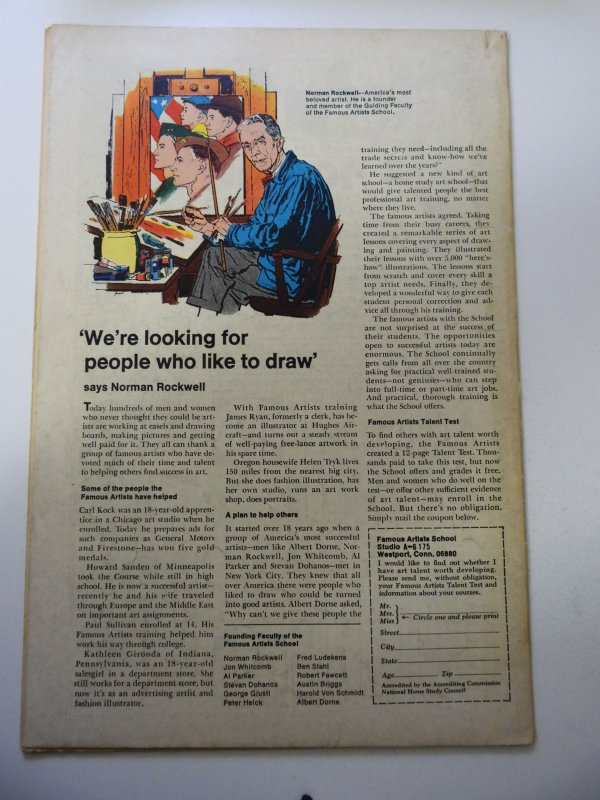 Norman Rockwell—America's most
beloved artist. He is a founder
and member of the Guiding Faculty
of the Famous Artists School.
'We're looking for
people who like to draw'
says Norman Rockwell
Today hundreds of men and women
who never thought they could be art-
ists are working at easels and drawing
boards, making pictures and getting
well paid for it. They all can thank a
group of famous artists who have de-
voted much of their time and talent
to helping others find success in art.
Some of the people the
Famous Artists have helped
Carl Kock was an 18-year-old appren-
tice in a Chicago art studio when he
enrolled. Today he prepares ads for
such companies as General Motors
and Firestone—has won five gold
medals.
Howard Sanden of Minneapolis
took the Course while still in high
school. He is now a successful artist—
recently he and his wife traveled
through Europe and the Middle East
on important art assignments.
Paul Sullivan enrolled at 14. His
Famous Artists training helped him
work his way through college.
Kathleen Gironda of Indiana,
Pennsylvania, was an 18-year-old
salesgirl in a department store. She
still works for a department store, but
now it's as an advertising artist and
fashion illustrator.
With Famous Artists training
James Ryan, formerly a clerk, has be-
come an illustrator at Hughes Air-
craft—and turns out a steady stream
of well-paying free-lance artwork in
his spare time.
Oregon housewife Helen Tryk lives
150 miles from the nearest big city.
But she does fashion illustration, has
her own studio, runs an art work
shop, does portraits.
A plan to help others
It started over 18 years ago when a
group of America's most successful
artists—men like Albert Dorne, Nor-
man Rockwell, Jon Whitcomb, Al
Parker and Stevan Dohanos—met in
New York City. They knew that all
over America there were people who
liked to draw who could be turned
into good artists. Albert Dorne asked,
"Why can't we give these people the
Founding Faculty of the
Famous Artists School
Norman Rockwell
Jon Whitcomb
Al Parker
Stevan Dohanos
George Giusti
Peter Helck
Fred Ludekens
Ben Stahl
Robert Fawcett
Austin Briggs
Harold Von Schmidt
Albert Dorne
training they need—including all the
trade secrets and know-how we've
learned over the years?"
He suggested a new kind of art
school—a home study art school—that
would give talented people the best
professional art training, no matter
where they live.
The famous artists agreed. Taking
time from their busy careers, they
created a remarkable series of art
lessons covering every aspect of draw-
ing and painting. They illustrated
their lessons with over 5,000 "here's-
how" illustrations. The lessons start
from scratch and cover every skill a
top artist needs. Finally, they de-
veloped a wonderful way to give each
student personal correction and ad-
vice all through his training.
The famous artists with the School
are not surprised at the success of
their students. The opportunities
open to successful artists today are
enormous. The School continually
gets calls from all over the country
asking for practical well-trained stu-
dents—not geniuses—who can step
into full-time or part-time art jobs.
And practical, thorough training is
what the School offers.
Famous Artists Talent Test
To find others with art talent worth
developing, the Famous Artists
created a 12-page Talent Test. Thou-
sands paid to take this test, but now
the School offers and grades it free.
Men and women who do well on the
test—or offer other sufficient evidence
of art talent—may enroll in the
School. But there's no obligation.
Simply mail the coupon below.
Famous Artists School
Studio A-6175
Westport, Conn. 06880
I would like to find out whether I
have art talent worth developing.
Please send me, without obligation,
your Famous Artists Talent Test and
information about your courses.
Mr.
Mrs.
Miss
← Circle one and please print
Street
City
State
Age Zip
Accredited by the Accrediting Commission
National Home Study Council